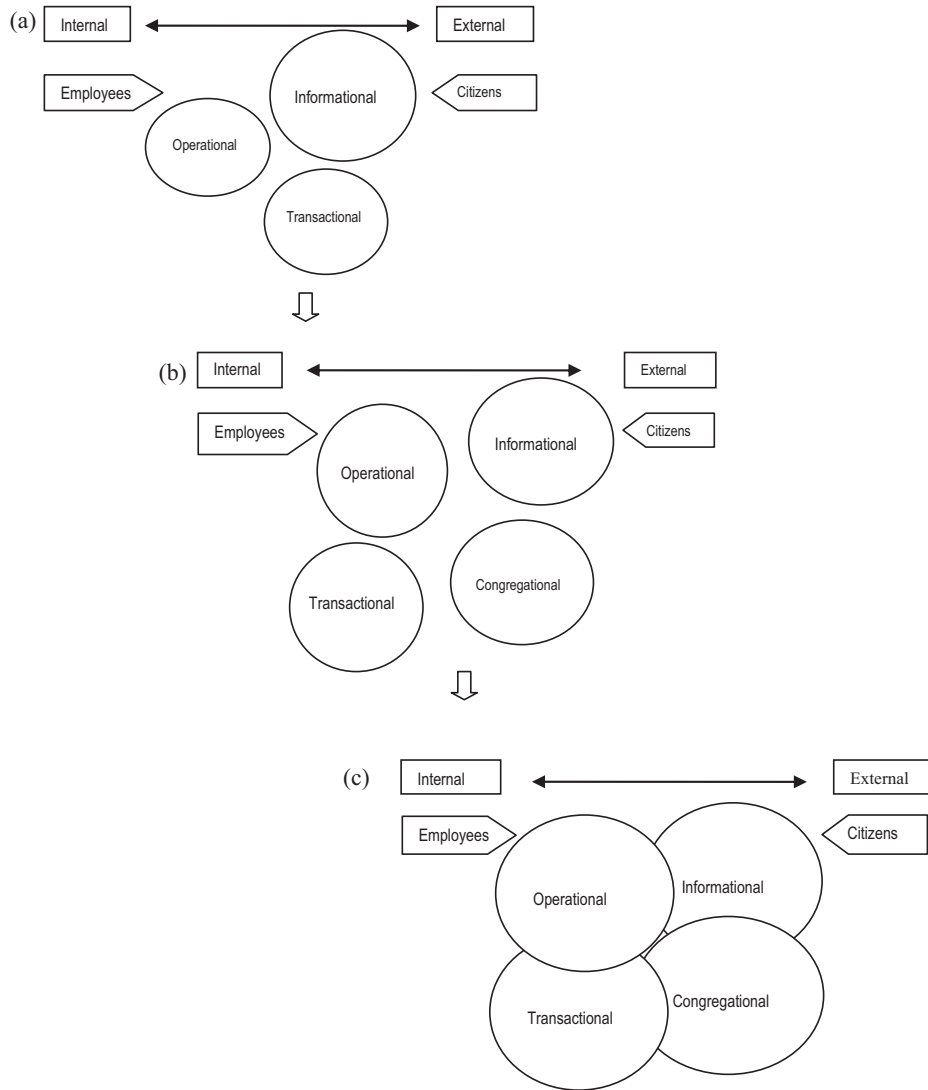 (a)
Internal
External
Employees
Informational
Citizens
Operational
Transactional
(b)
Internal
External
Employees
Informational
Citizens
Operational
Transactional
Congregational
(c)
Internal
External
Employees
Citizens
Operational
Informational
Transactional
Congregational